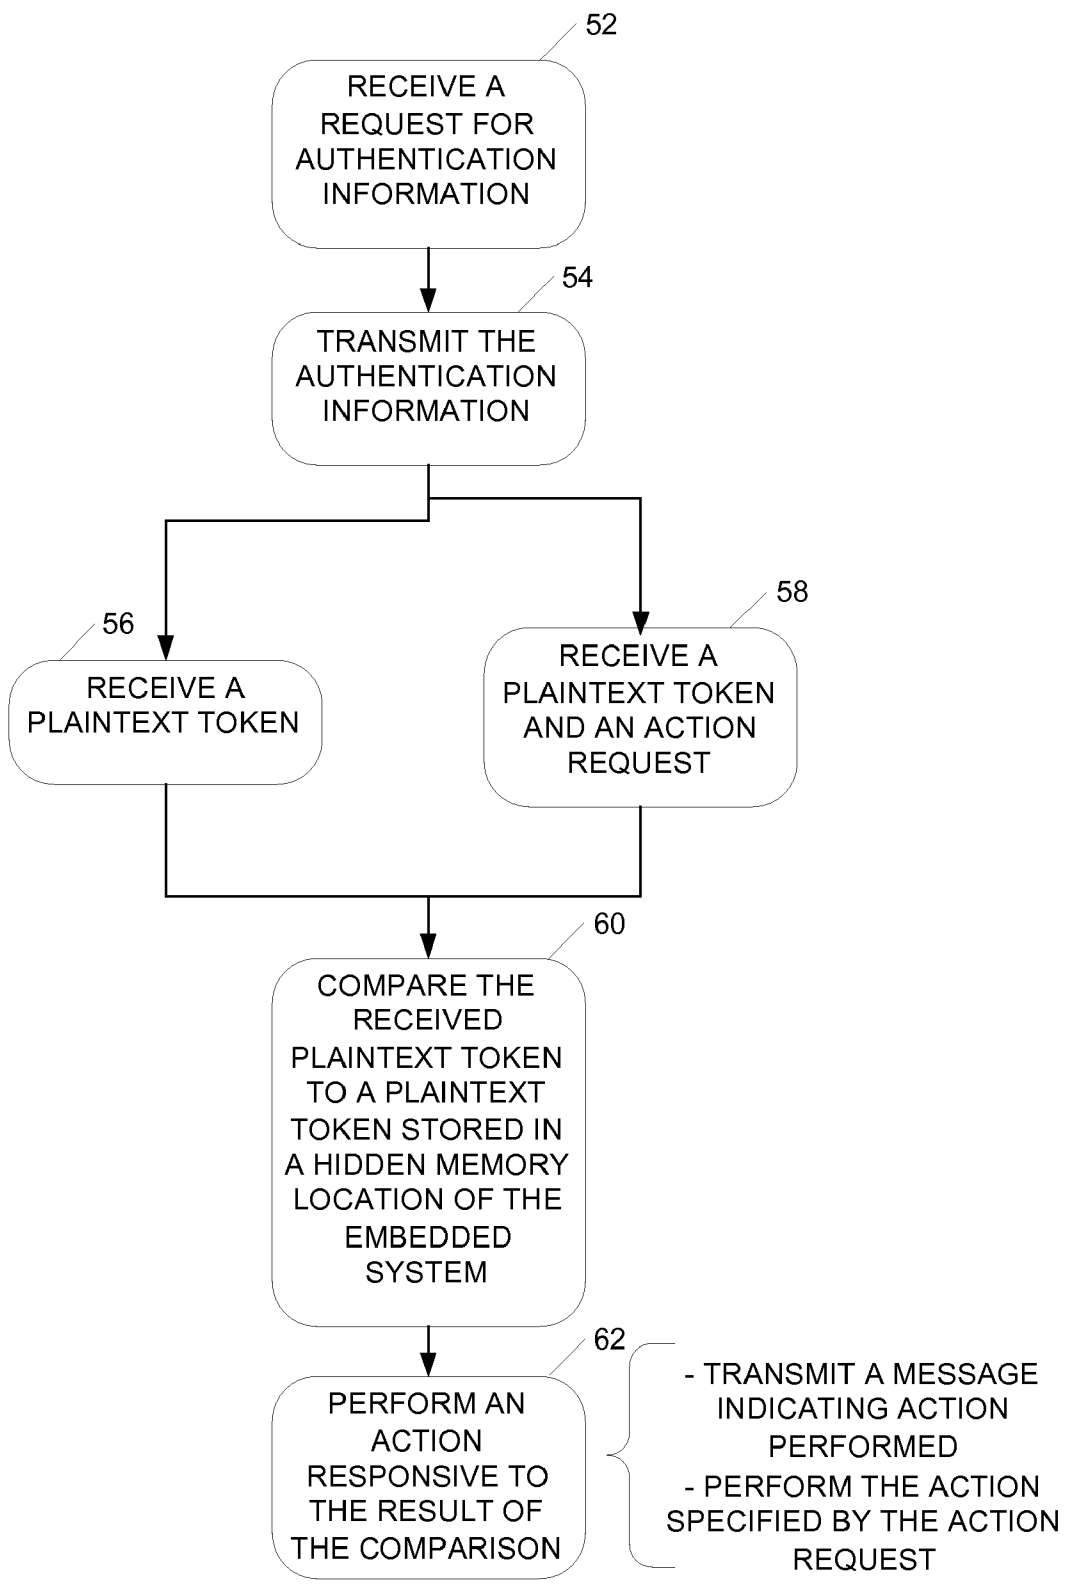 52
RECEIVE A
REQUEST FOR
AUTHENTICATION
INFORMATION
54
TRANSMIT THE
AUTHENTICATION
INFORMATION
56
RECEIVE A
PLAINTEXT TOKEN
58
RECEIVE A
PLAINTEXT TOKEN
AND AN ACTION
REQUEST
60
COMPARE THE
RECEIVED
PLAINTEXT TOKEN
TO A PLAINTEXT
TOKEN STORED IN
A HIDDEN MEMORY
LOCATION OF THE
EMBEDDED
SYSTEM
62
PERFORM AN
ACTION
RESPONSIVE TO
THE RESULT OF
THE COMPARISON
- TRANSMIT A MESSAGE
INDICATING ACTION
PERFORMED
- PERFORM THE ACTION
SPECIFIED BY THE ACTION
REQUEST